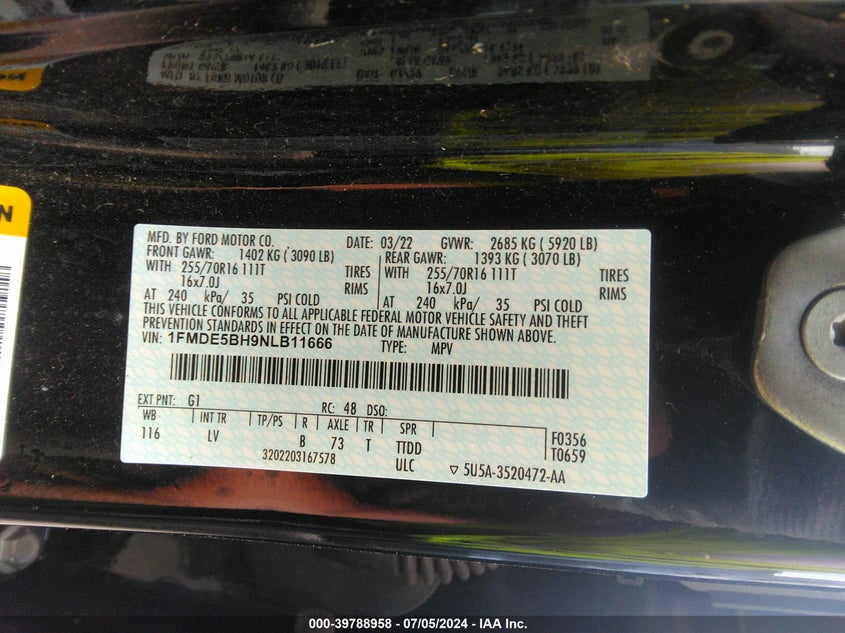 MFD. BY FORD MOTOR CO. DATE: 03/22 GVWR: 2685 KG ( 5920 LB)
FRONT GAWR: 1402 KG ( 3090 LB) REAR GAWR: 1393 KG ( 3070 LB)
WITH 255/70R16 111T TIRES WITH 255/70R16 111T TIRES
16x7.0J RIMS 16x7.0J RIMS
AT 240 kPa/ 35 PSI COLD AT 240 kPa/ 35 PSI COLD
THIS VEHICLE CONFORMS TO ALL APPLICABLE FEDERAL MOTOR VEHICLE SAFETY AND THEFT
PREVENTION STANDARDS IN EFFECT ON THE DATE OF MANUFACTURE SHOWN ABOVE.
VIN: 1FMDE5BH9NLB11666 TYPE: MPV
EXT PNT: G1 RC: 48 DSO:
WB INT TR TP/PS R AXLE TR SPR F0356
116 LV B 73 T TTDD T0659
3202203167578 ULC ▽ 5U5A-3520472-AA
N
000-39788958 - 07/05/2024 - IAA Inc.